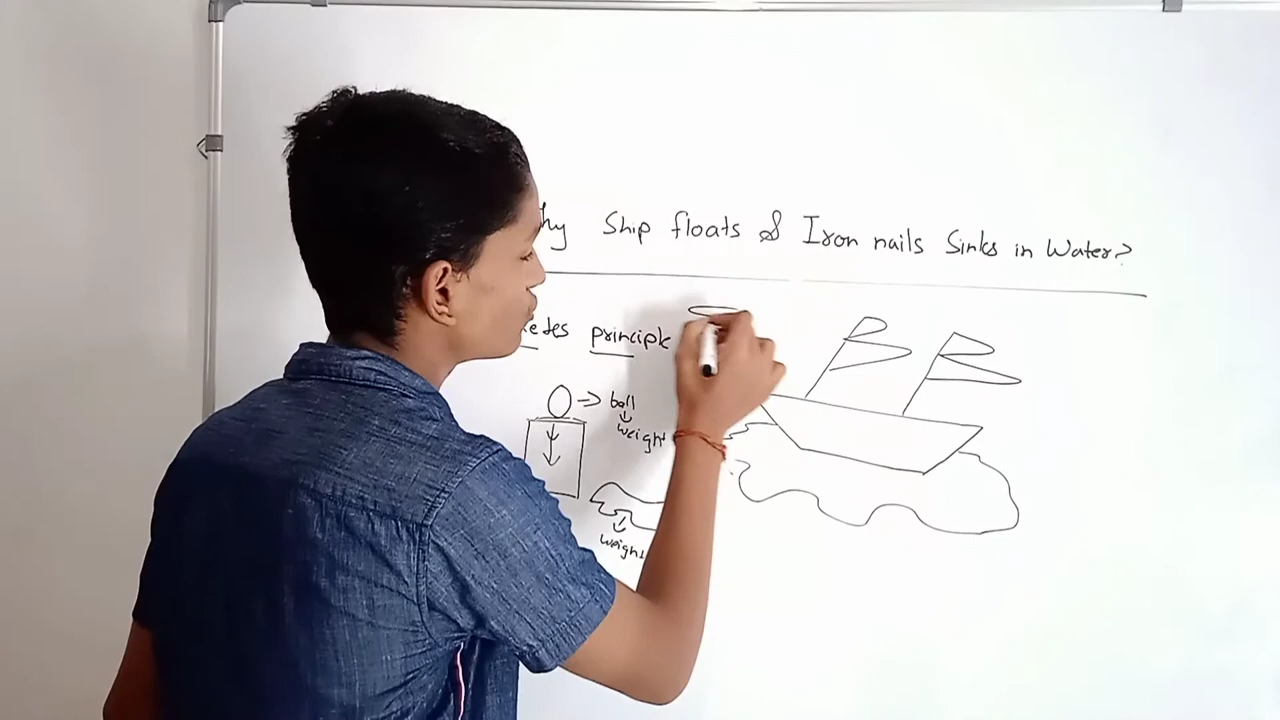 hy Ship floats & Iron nails Sinks in Water?
edes principle
ball
weight
weight